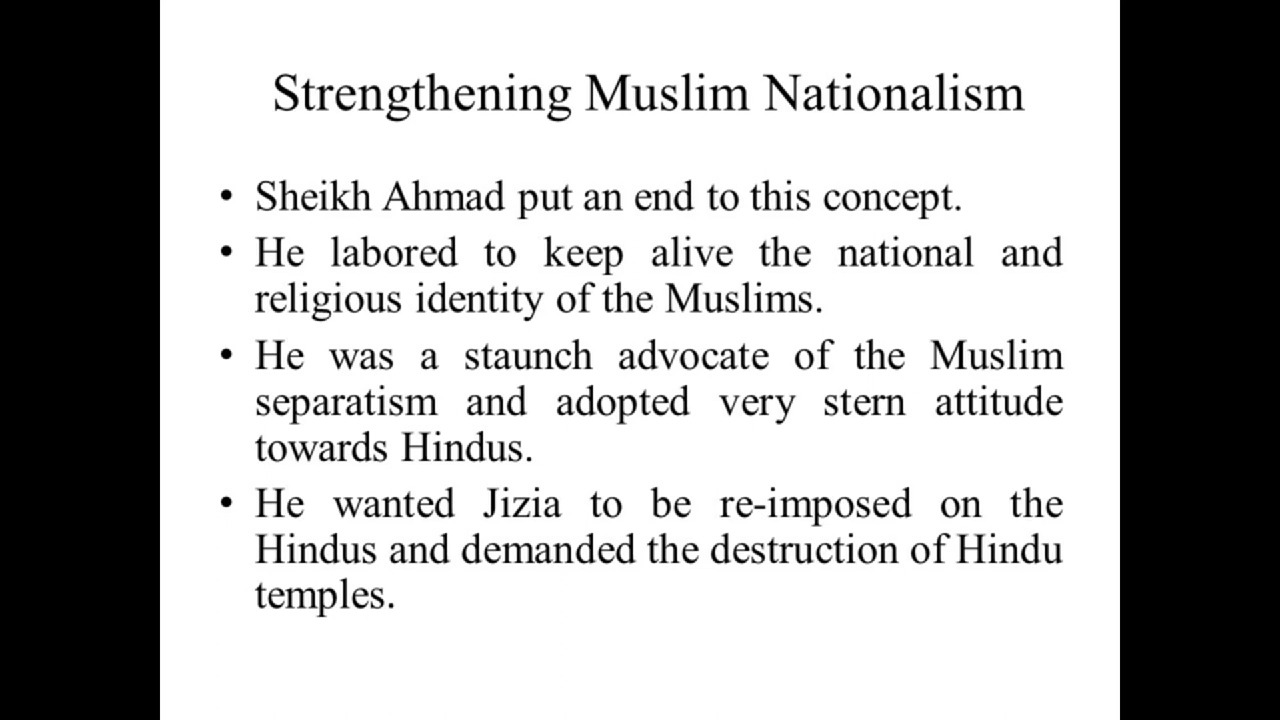 Strengthening Muslim Nationalism
• Sheikh Ahmad put an end to this concept.
• He labored to keep alive the national and
religious identity of the Muslims.
• He was a staunch advocate of the Muslim
separatism and adopted very stern attitude
towards Hindus.
• He wanted Jizia to be re-imposed on the
Hindus and demanded the destruction of Hindu
temples.